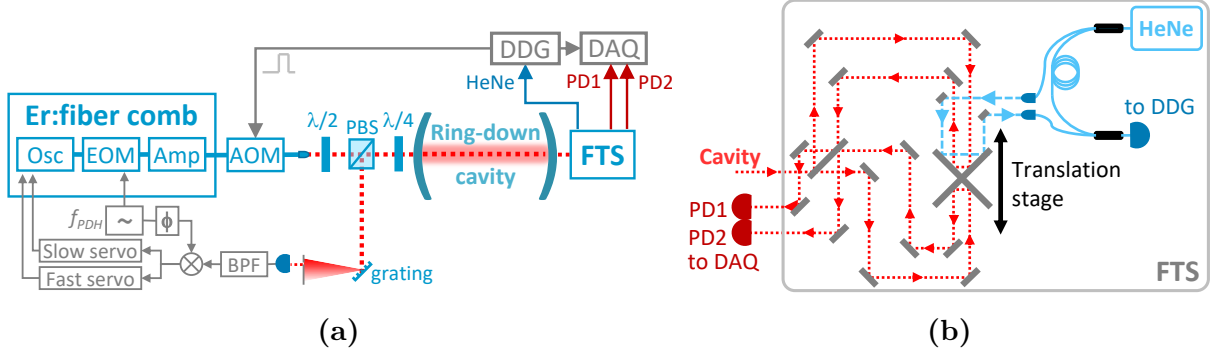 DDG
DAQ
HeNe
PD1
PD2
Er:fiber comb
Osc
EOM
Amp
AOM
λ/2
PBS
λ/4
Ring-down
cavity
FTS
f_PDH
~
ϕ
Slow servo
Fast servo
BPF
grating
(a)
HeNe
to DDG
Cavity
Translation
stage
PD1
PD2
to DAQ
FTS
(b)